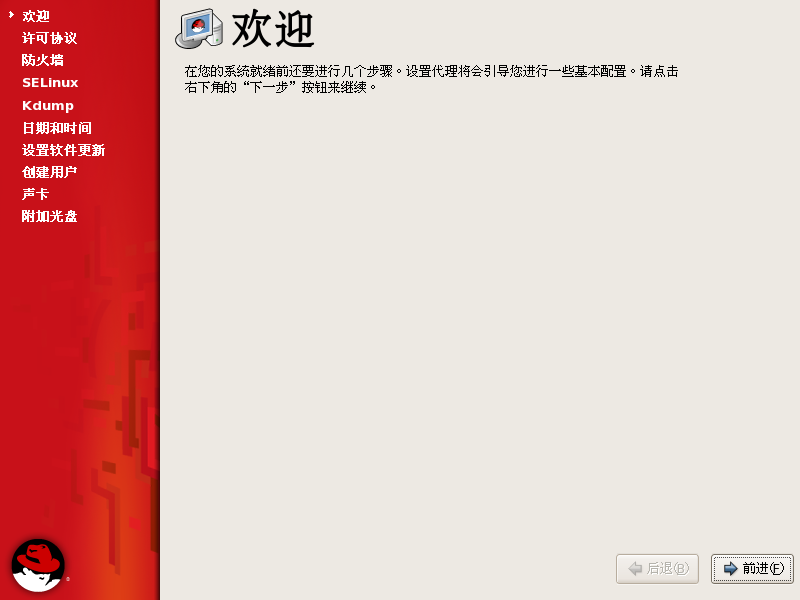 欢迎
许可协议
防火墙
SELinux
Kdump
日期和时间
设置软件更新
创建用户
声卡
附加光盘
欢迎
在您的系统就绪前还要进行几个步骤。设置代理将会引导您进行一些基本配置。请点击
右下角的“下一步”按钮来继续。
后退(B)
前进(F)